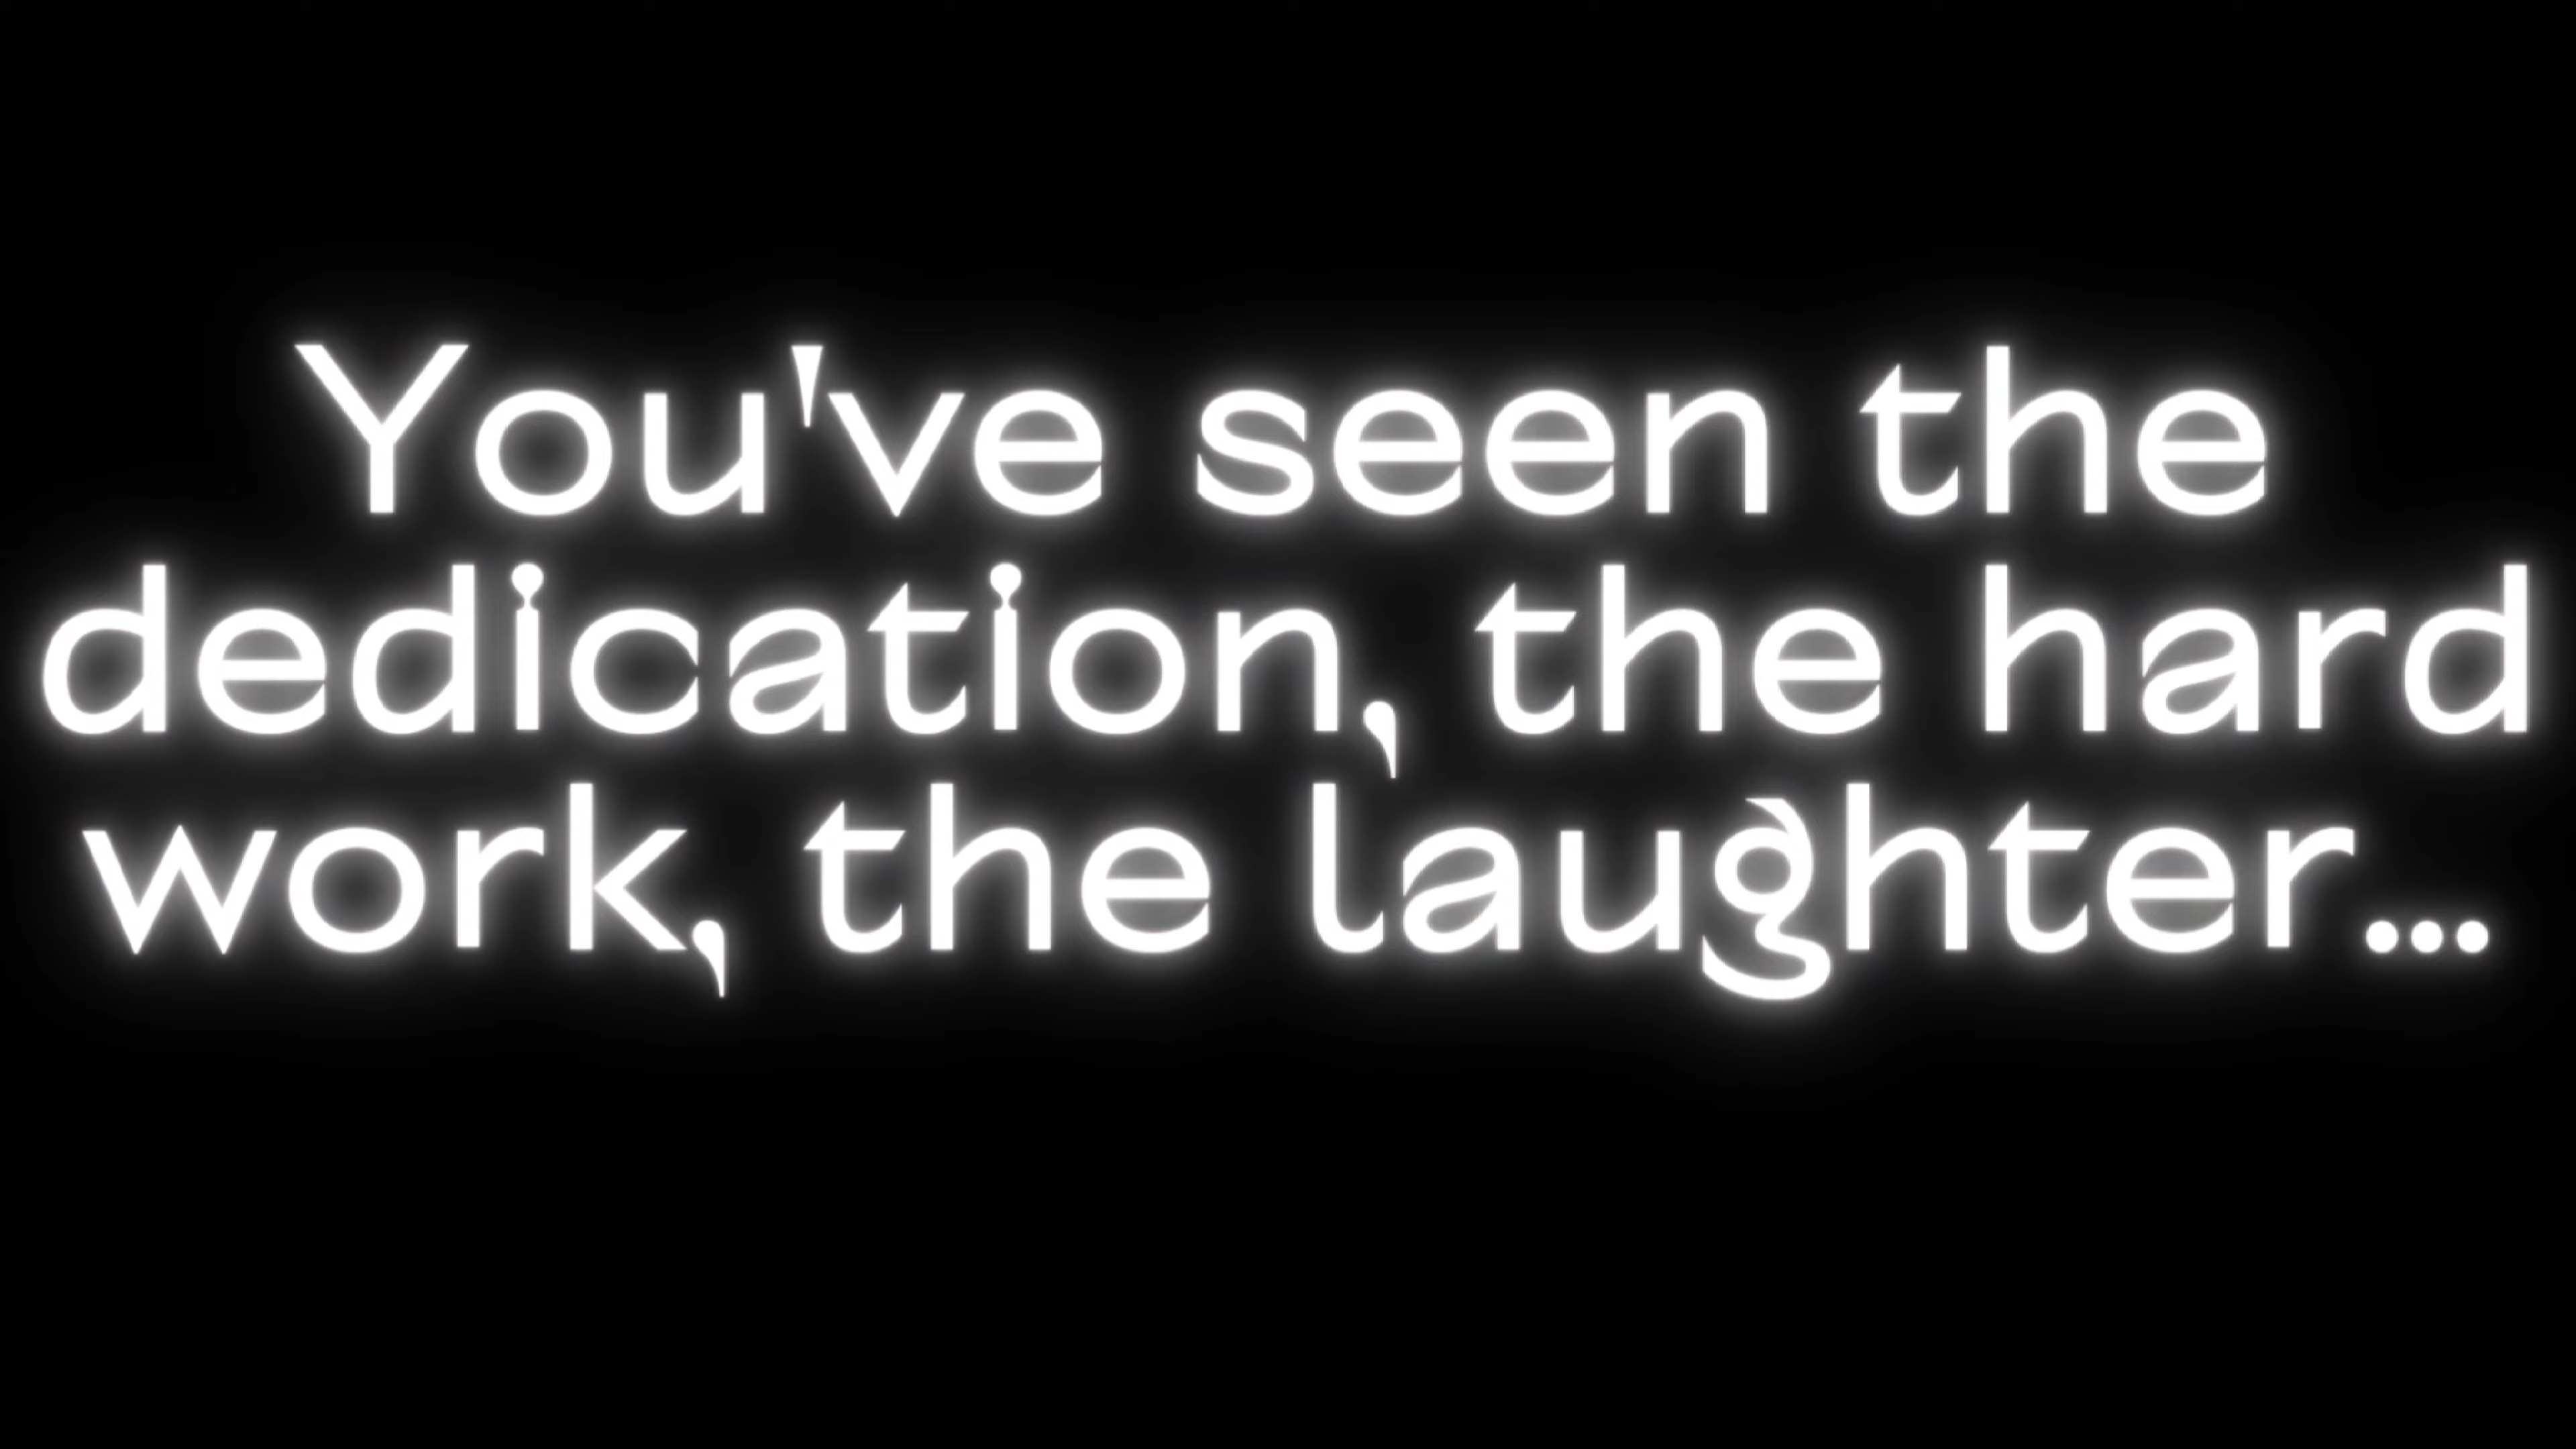 You've seen the
dedication, the hard
work, the laughter...